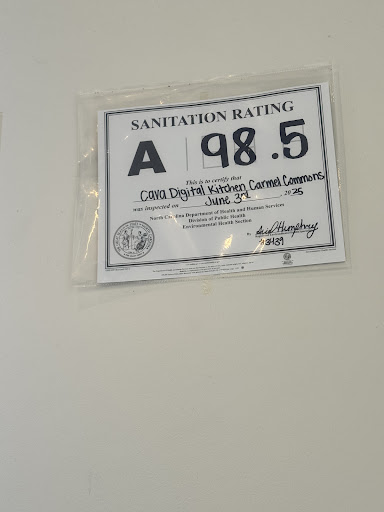 SANITATION RATING
A 98.5
This is to certify that
Cava Digital Kitchen Carmel Commons
was inspected on June 3rd, 2025
North Carolina Department of Health and Human Services
Division of Public Health
Environmental Health Section
By